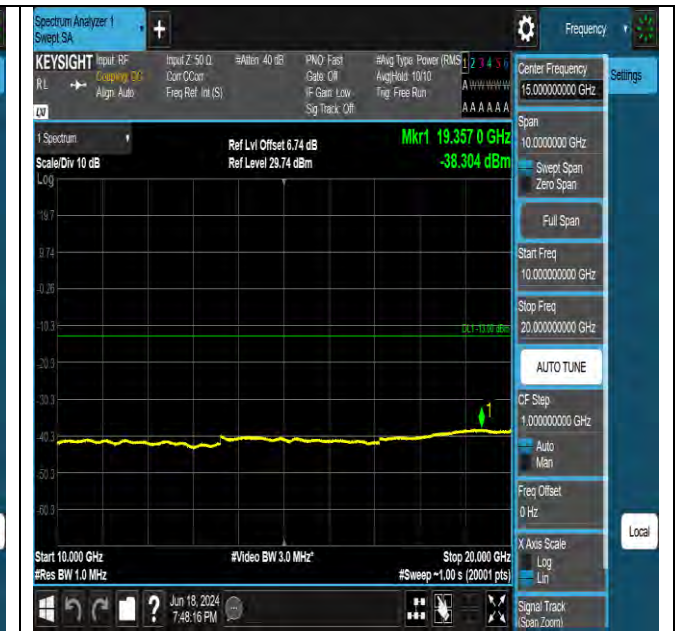 Spectrum Analyzer 1
Swept SA
Frequency
KEYSIGHT
RL
Input: RF
Coupling: DC
Align: Auto
Input Z: 50 Ω
Corr CCorr
Freq Ref: Int (S)
#Atten: 40 dB
PNO: Fast
Gate: Off
IF Gain: Low
Sig Track: Off
#Avg Type: Power (RMS
Avg|Hold: 10/10
Trig: Free Run
1 2 3 4 5 6
A W W W W W
A A A A A A
1 Spectrum
Scale/Div 10 dB
Log
Ref Lvl Offset 6.74 dB
Ref Level 29.74 dBm
Mkr1 19.357 0 GHz
-38.304 dBm
19.7
9.74
-0.26
-10.3
-20.3
-30.3
-40.3
-50.3
-60.3
DL1 -13.00 dBm
1
Start 10.000 GHz
#Res BW 1.0 MHz
#Video BW 3.0 MHz*
Stop 20.000 GHz
#Sweep ~1.00 s (20001 pts)
Jun 18, 2024
7:48:16 PM
Center Frequency
15.000000000 GHz
Settings
Span
10.0000000 GHz
Swept Span
Zero Span
Full Span
Start Freq
10.000000000 GHz
Stop Freq
20.000000000 GHz
AUTO TUNE
CF Step
1.000000000 GHz
Auto
Man
Freq Offset
0 Hz
X Axis Scale
Log
Lin
Local
Signal Track
(Span Zoom)